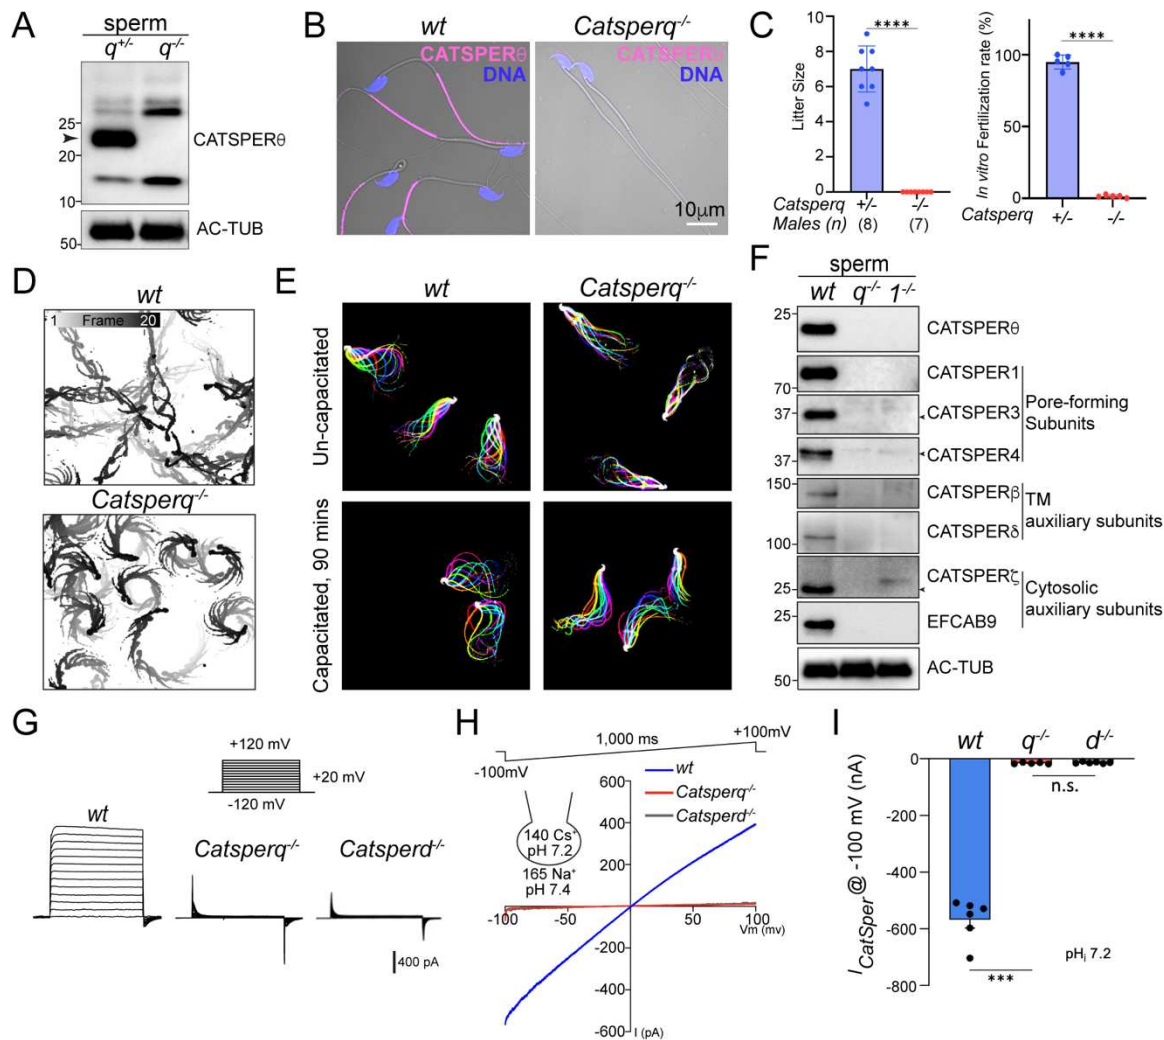 A
sperm
q+/- q-/-
25
20
10
50
CATSPERθ
AC-TUB
B
wt
Catsperq-/-
CATSPERθ
DNA
DNA
10μm
C
Litter Size
10
8
6
4
2
0
****
Catsperq +/- -/-
Males (n) (8) (7)
In vitro Fertilization rate (%)
100
50
0
****
Catsperq +/- -/-
D
wt
1 Frame 20
Catsperq-/-
E
wt
Catsperq-/-
Un-capacitated
Capacitated, 90 mins
F
sperm
wt q-/- 1-/-
25
CATSPERθ
70
CATSPER1
37
CATSPER3
37
CATSPER4
Pore-forming
Subunits
150
CATSPERβ
100
CATSPERδ
TM
auxiliary subunits
25
CATSPERζ
25
EFCAB9
Cytosolic
auxiliary subunits
50
AC-TUB
G
+120 mV
+20 mV
-120 mV
wt
Catsperq-/-
Catsperd-/-
400 pA
H
+100mV
1,000 ms
-100mV
wt
Catsperq-/-
Catsperd-/-
140 Cs+
pH 7.2
165 Na+
pH 7.4
600
400
200
-200
-400
-600
-100 -50 0 50 100
Vm (mv)
I (pA)
I
wt q-/- d-/-
ICatSper @ -100 mV (nA)
0
-200
-400
-600
-800
n.s.
***
pHi 7.2